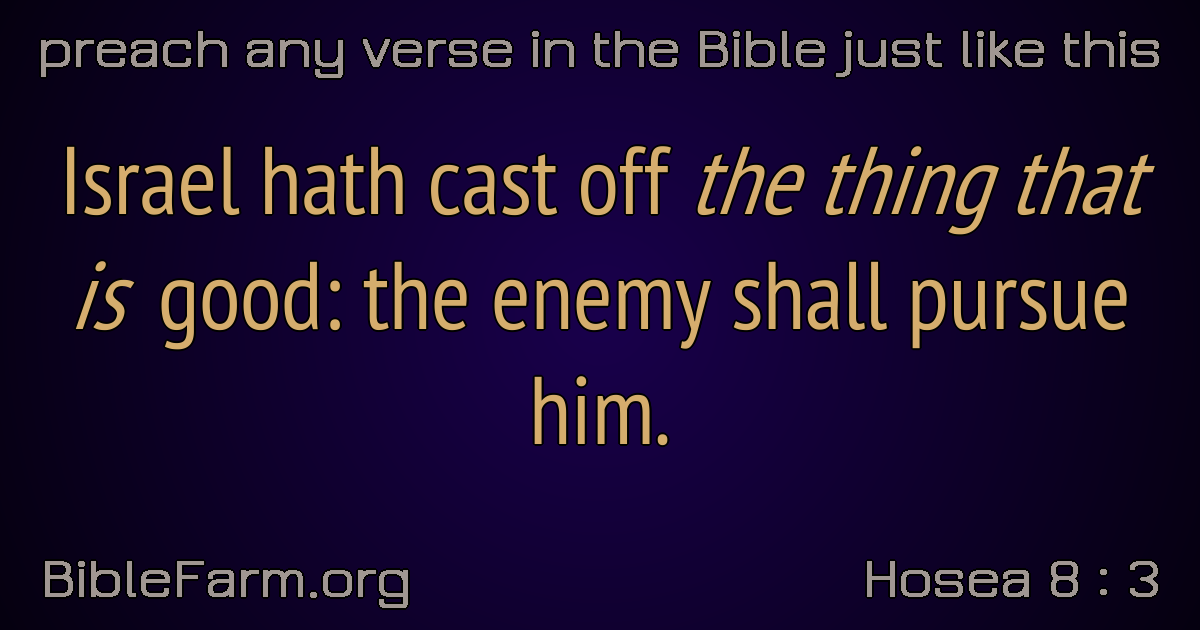 preach any verse in the Bible just like this
Israel hath cast off the thing that
is good: the enemy shall pursue
him.
BibleFarm.org
Hosea 8 : 3